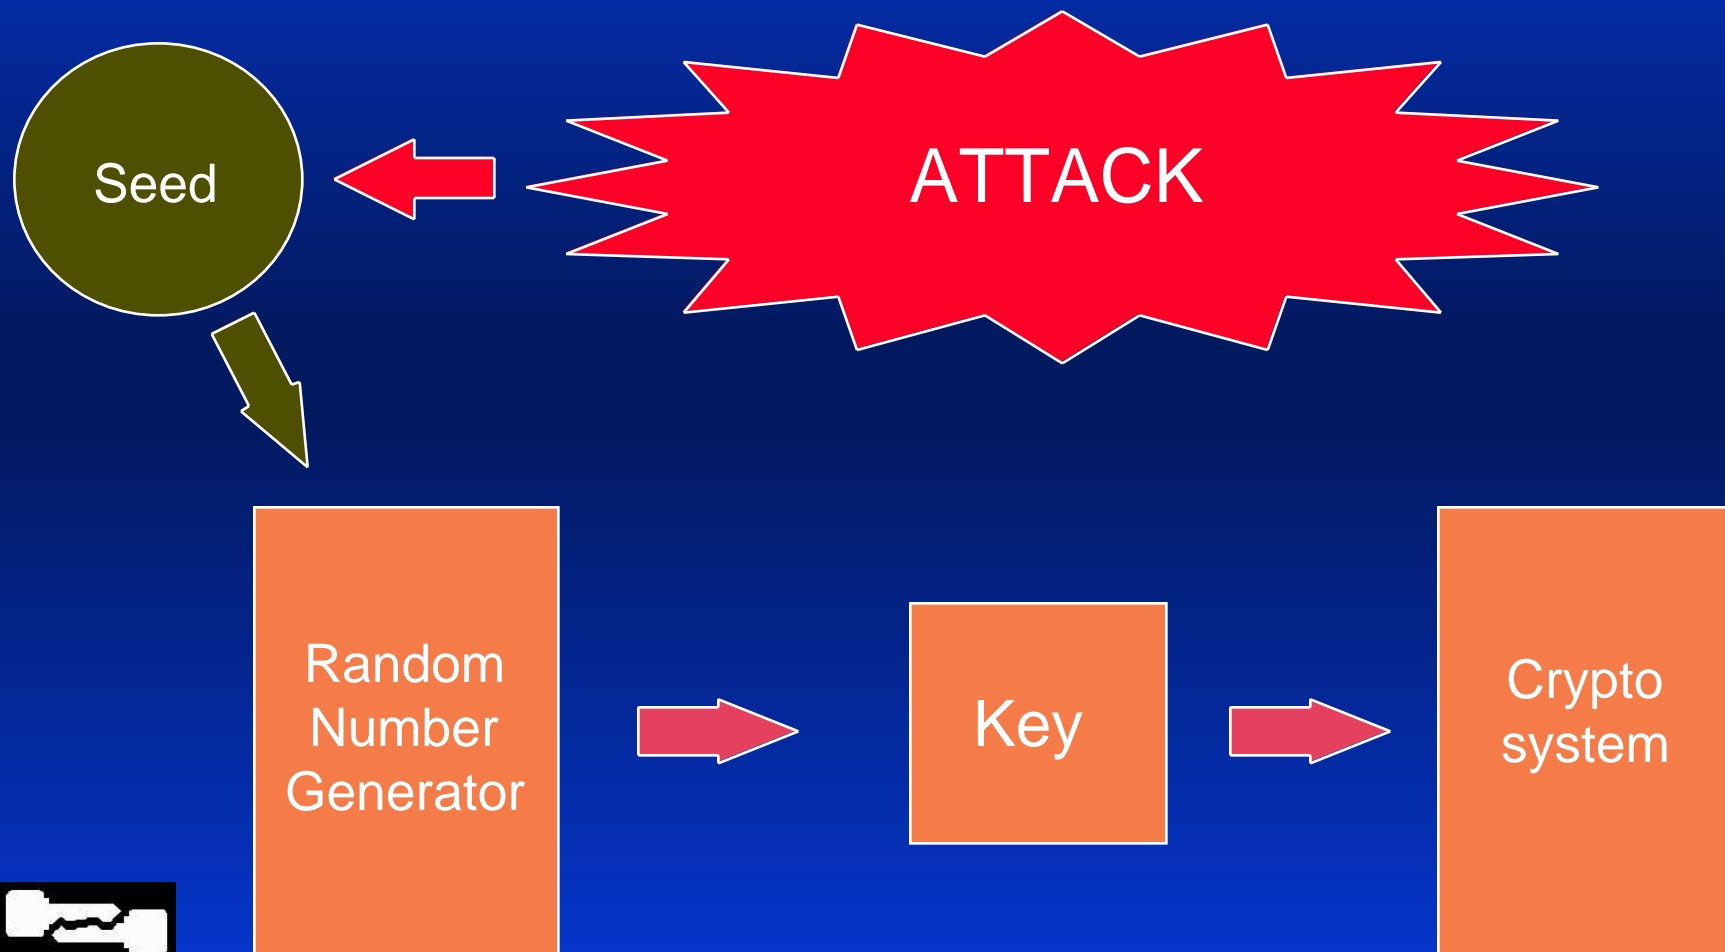 Seed
ATTACK
Random
Number
Generator
Key
Crypto
system